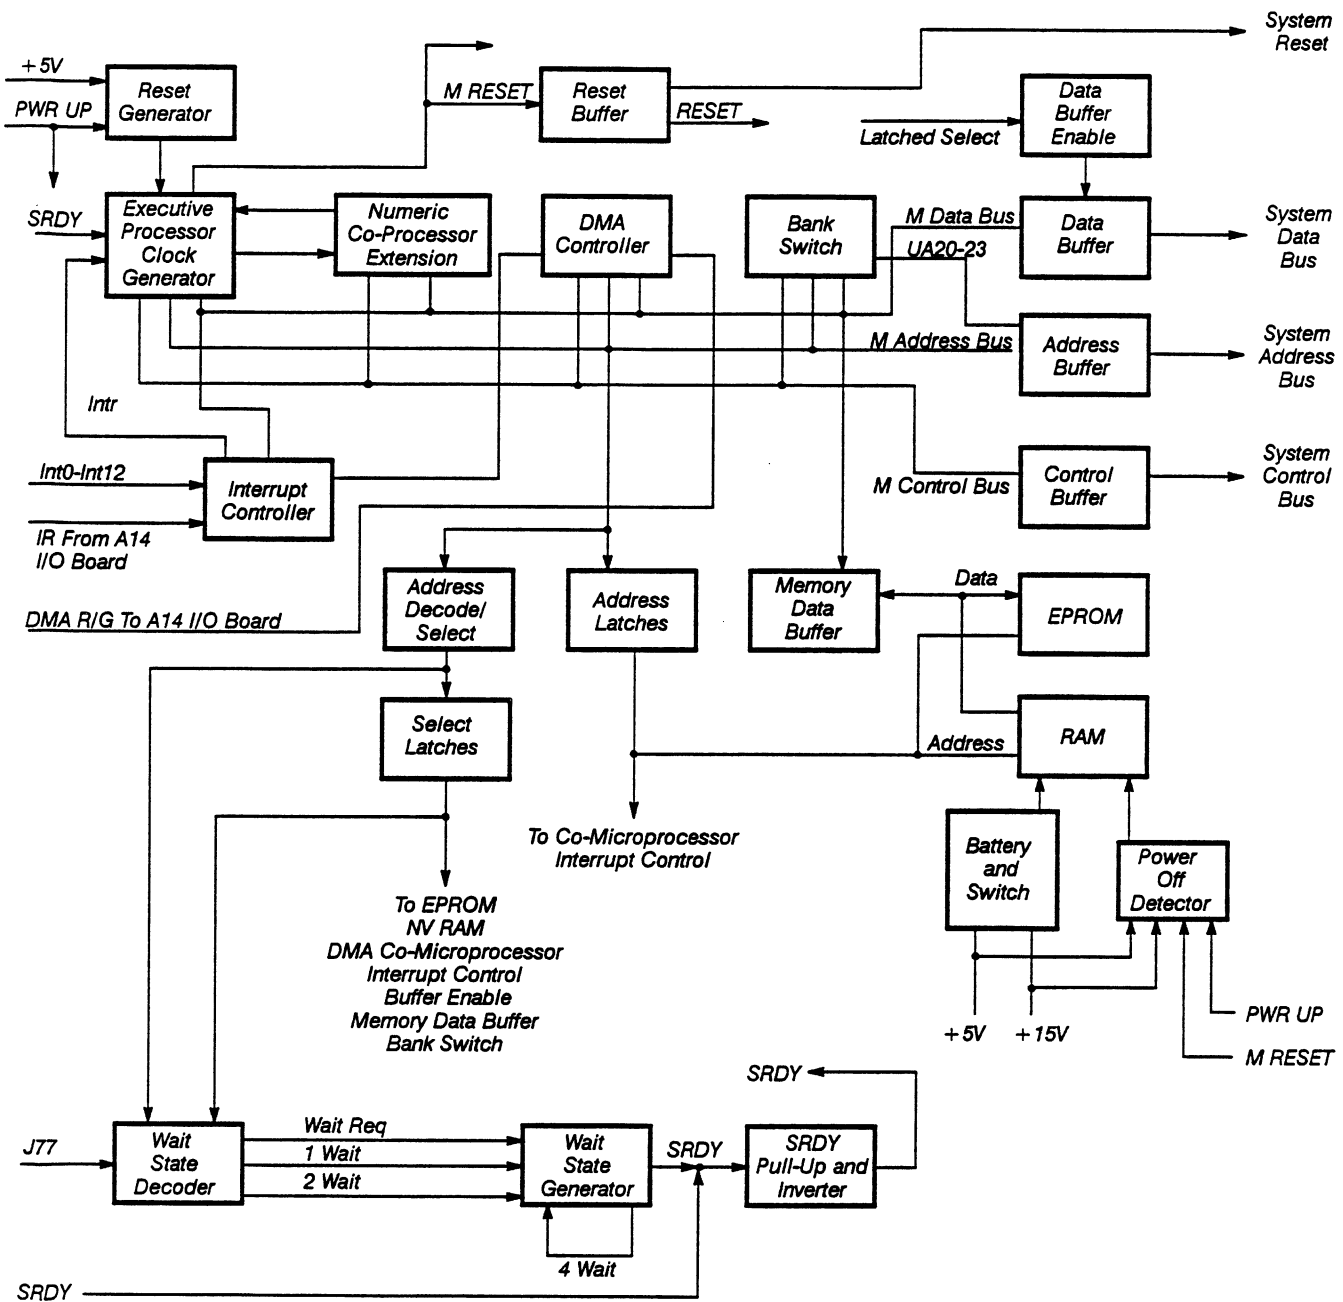 System
Reset
+5V
PWR UP
Reset
Generator
M RESET
Reset
Buffer
RESET
Latched Select
Data
Buffer
Enable
SRDY
Executive
Processor
Clock
Generator
Numeric
Co-Processor
Extension
DMA
Controller
Bank
Switch
M Data Bus
UA20-23
Data
Buffer
System
Data
Bus
M Address Bus
Address
Buffer
System
Address
Bus
Intr
Int0-Int12
Interrupt
Controller
IR From A14
I/O Board
M Control Bus
Control
Buffer
System
Control
Bus
DMA R/G To A14 I/O Board
Address
Decode/
Select
Address
Latches
Memory
Data
Buffer
Data
EPROM
Select
Latches
Address
RAM
To Co-Microprocessor
Interrupt Control
Battery
and
Switch
Power
Off
Detector
To EPROM
NV RAM
DMA Co-Microprocessor
Interrupt Control
Buffer Enable
Memory Data Buffer
Bank Switch
+5V
+15V
PWR UP
M RESET
SRDY
J77
Wait
State
Decoder
Wait Req
1 Wait
2 Wait
Wait
State
Generator
SRDY
SRDY
Pull-Up and
Inverter
4 Wait
SRDY